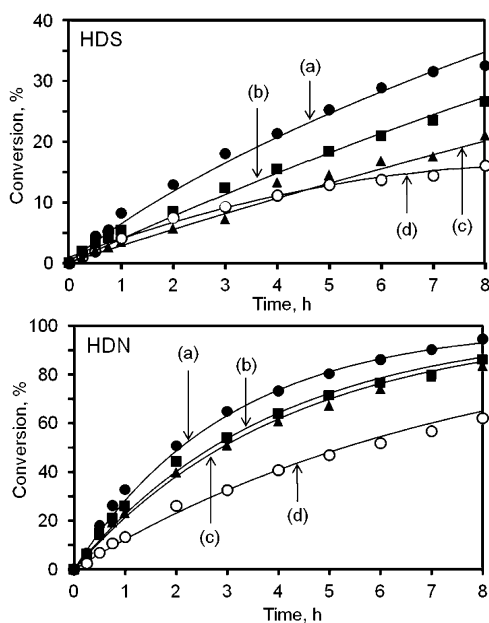 HDS
40
30
20
10
0
Conversion, %
(a)
(b)
(c)
(d)
0 1 2 3 4 5 6 7 8
Time, h
HDN
100
80
60
40
20
0
Conversion, %
(a)
(b)
(c)
(d)
0 1 2 3 4 5 6 7 8
Time, h